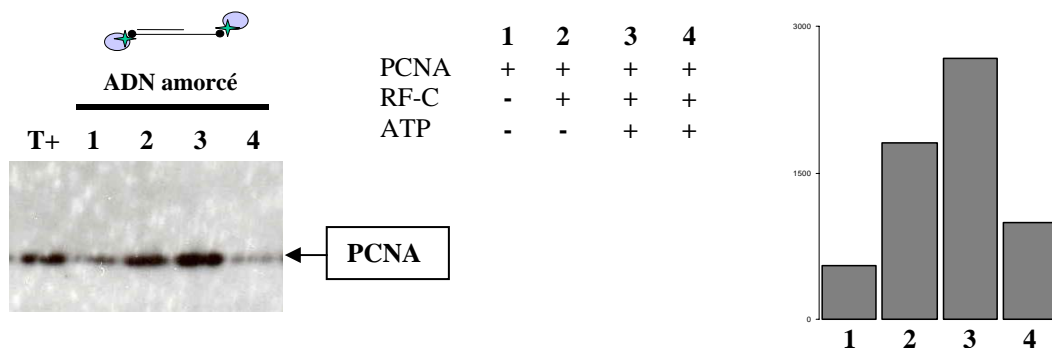 ADN amorcé
T+ 1 2 3 4
PCNA
1 2 3 4
PCNA + + + +
RF-C - + + +
ATP - - + +
3000
1500
0
1 2 3 4